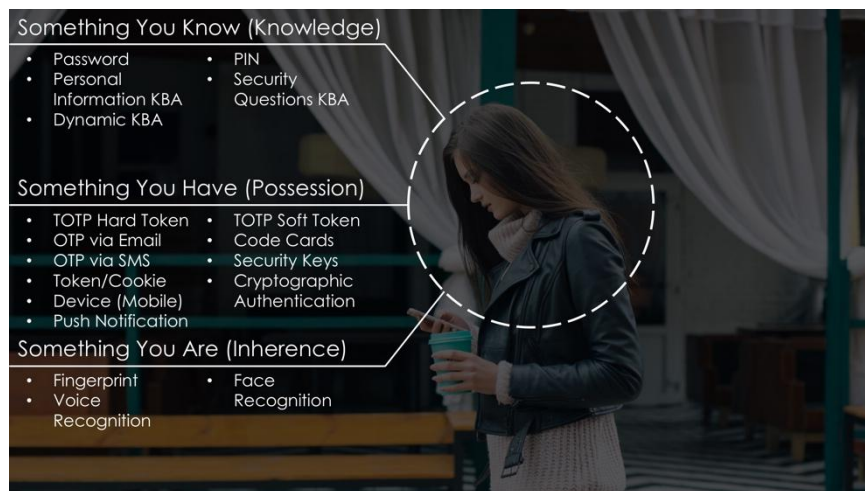 Something You Know (Knowledge)
Password
Personal
Information KBA
Dynamic KBA
PIN
Security
Questions KBA
Something You Have (Possession)
TOTP Hard Token
OTP via Email
OTP via SMS
Token/Cookie
Device (Mobile)
Push Notification
TOTP Soft Token
Code Cards
Security Keys
Cryptographic
Authentication
Something You Are (Inherence)
Fingerprint
Voice
Recognition
Face
Recognition